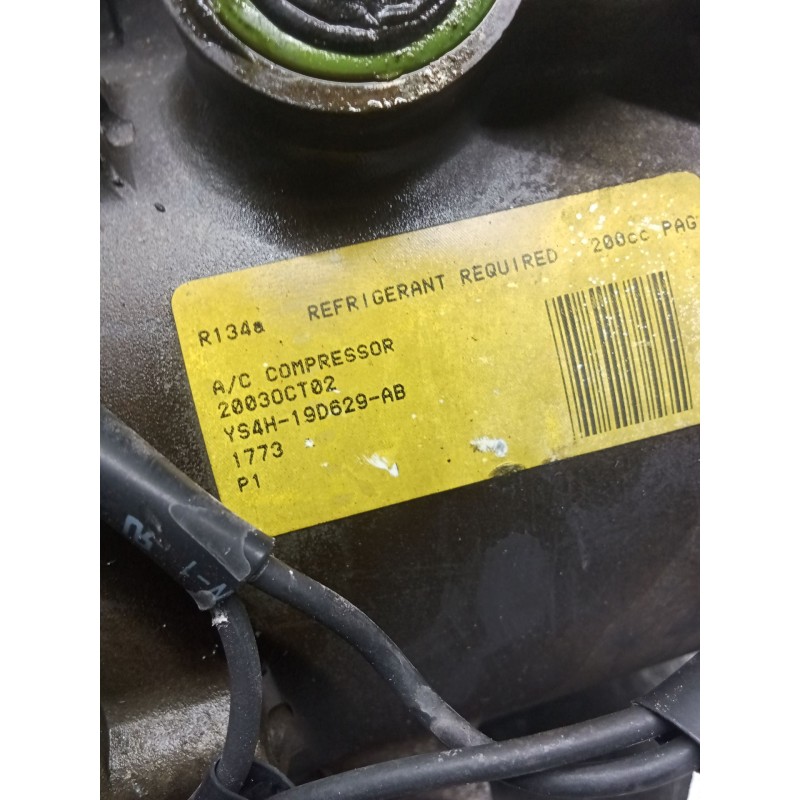 R134a REFRIGERANT REQUIRED 200cc PAG
A/C COMPRESSOR
2003OCT02
YS4H-19D629-AB
1773
P1